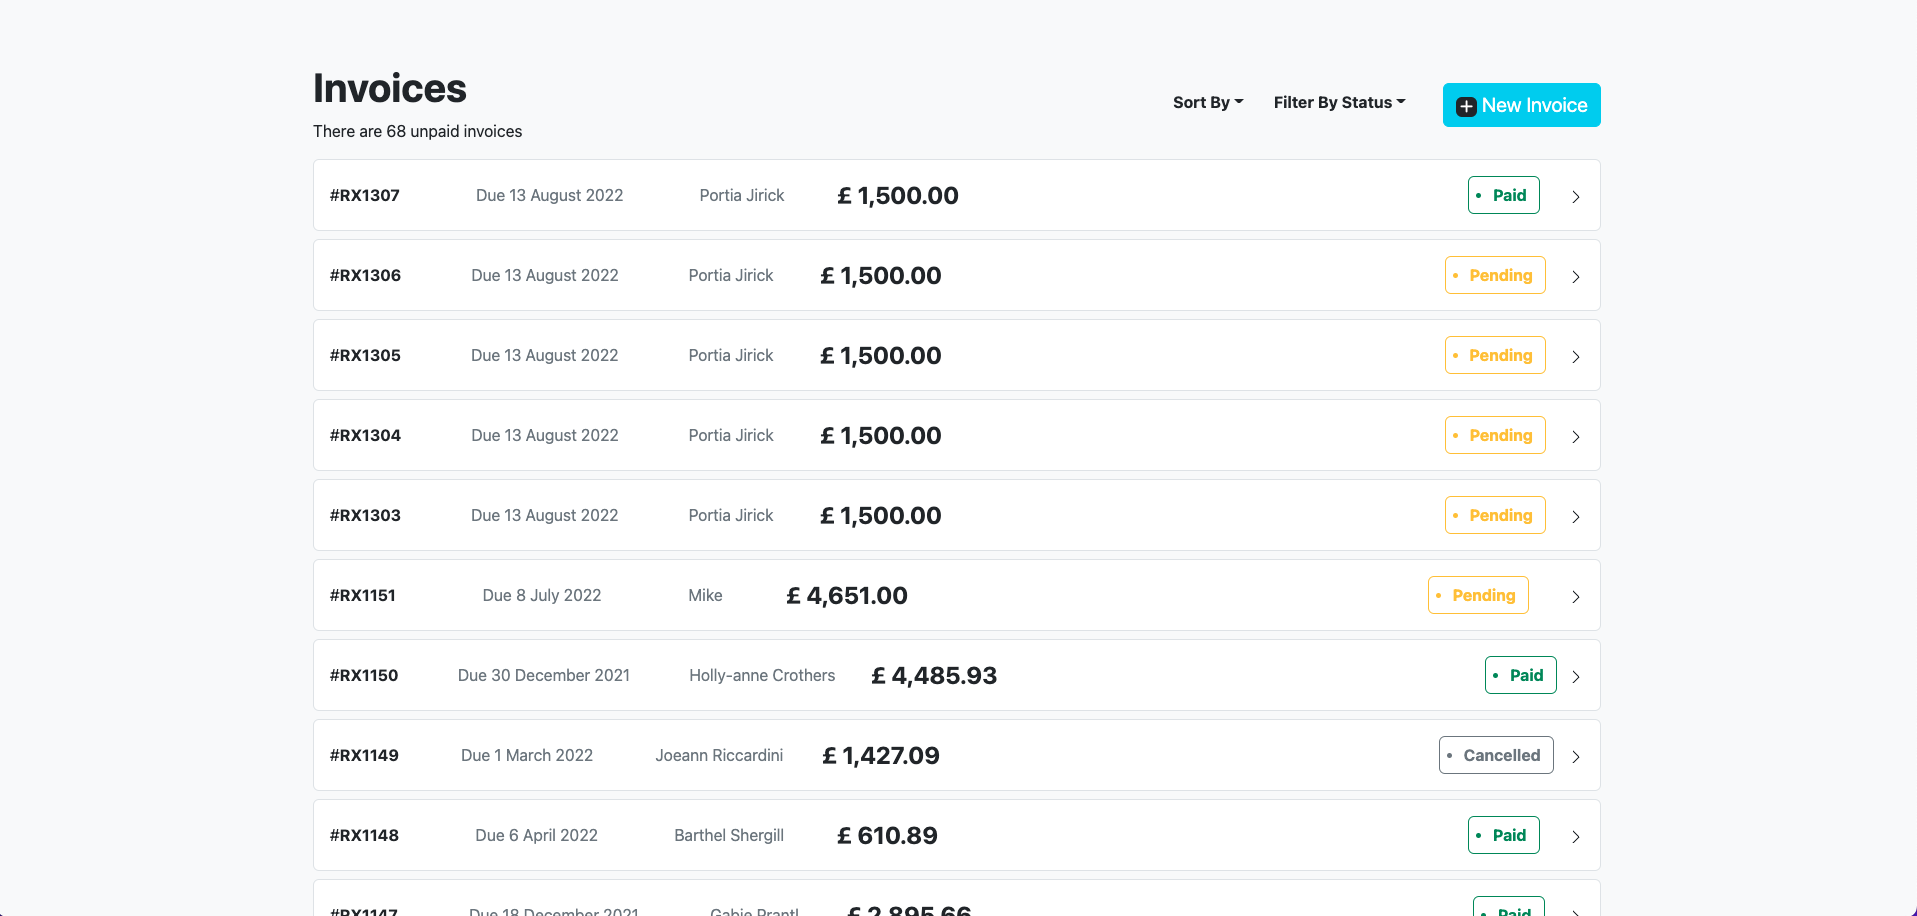 Invoices
There are 68 unpaid invoices
Sort By Filter By Status New Invoice
#RX1307 Due 13 August 2022 Portia Jirick £ 1,500.00 • Paid
#RX1306 Due 13 August 2022 Portia Jirick £ 1,500.00 • Pending
#RX1305 Due 13 August 2022 Portia Jirick £ 1,500.00 • Pending
#RX1304 Due 13 August 2022 Portia Jirick £ 1,500.00 • Pending
#RX1303 Due 13 August 2022 Portia Jirick £ 1,500.00 • Pending
#RX1151 Due 8 July 2022 Mike £ 4,651.00 • Pending
#RX1150 Due 30 December 2021 Holly-anne Crothers £ 4,485.93 • Paid
#RX1149 Due 1 March 2022 Joeann Riccardini £ 1,427.09 • Cancelled
#RX1148 Due 6 April 2022 Barthel Shergill £ 610.89 • Paid
#RX1147 Due 18 December 2021 Gabie Prantl £ 2,895.66 • Paid